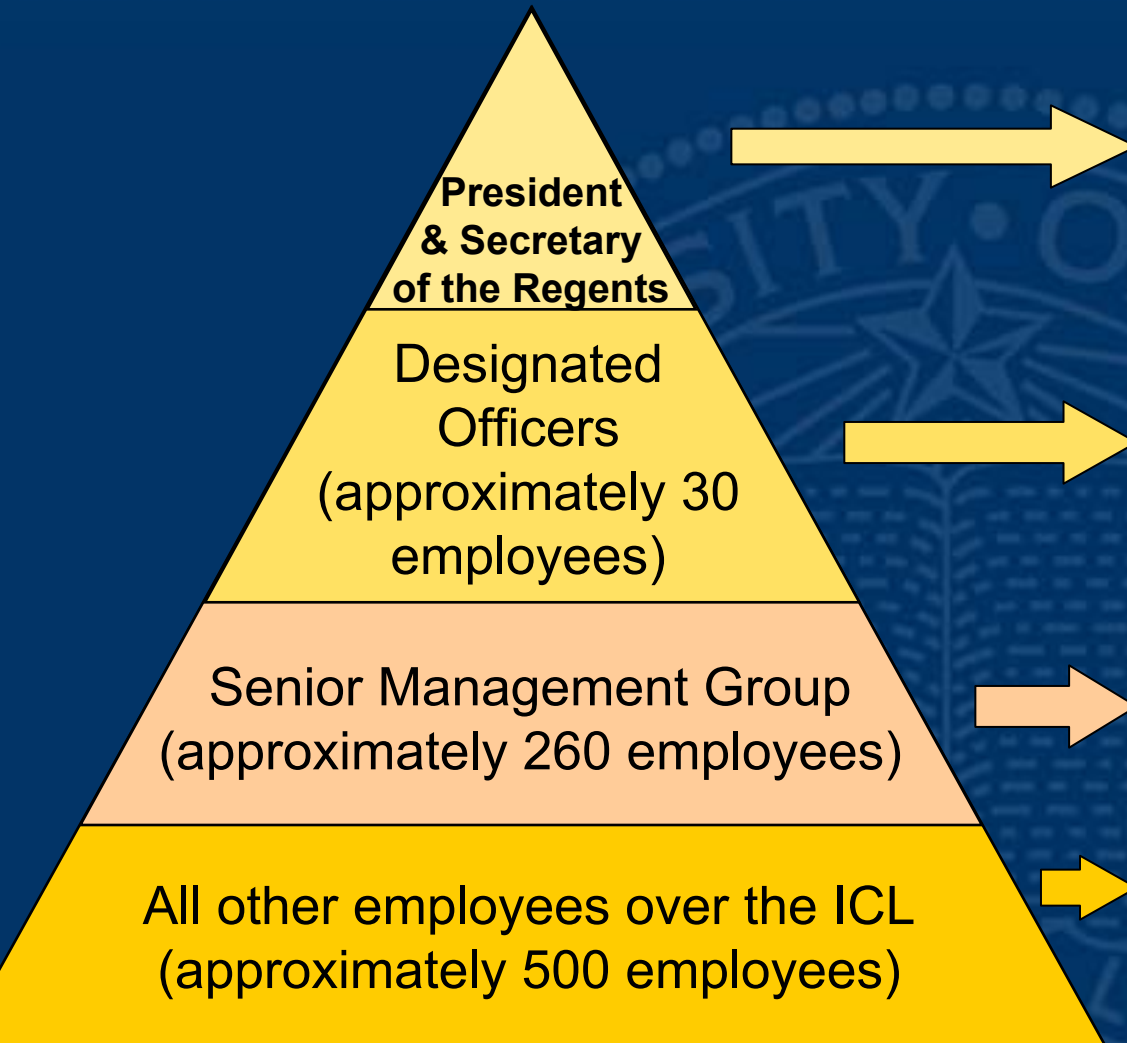 President
& Secretary
of the Regents
Designated
Officers
(approximately 30
employees)
Senior Management Group
(approximately 260 employees)
All other employees over the ICL
(approximately 500 employees)
SITY • O